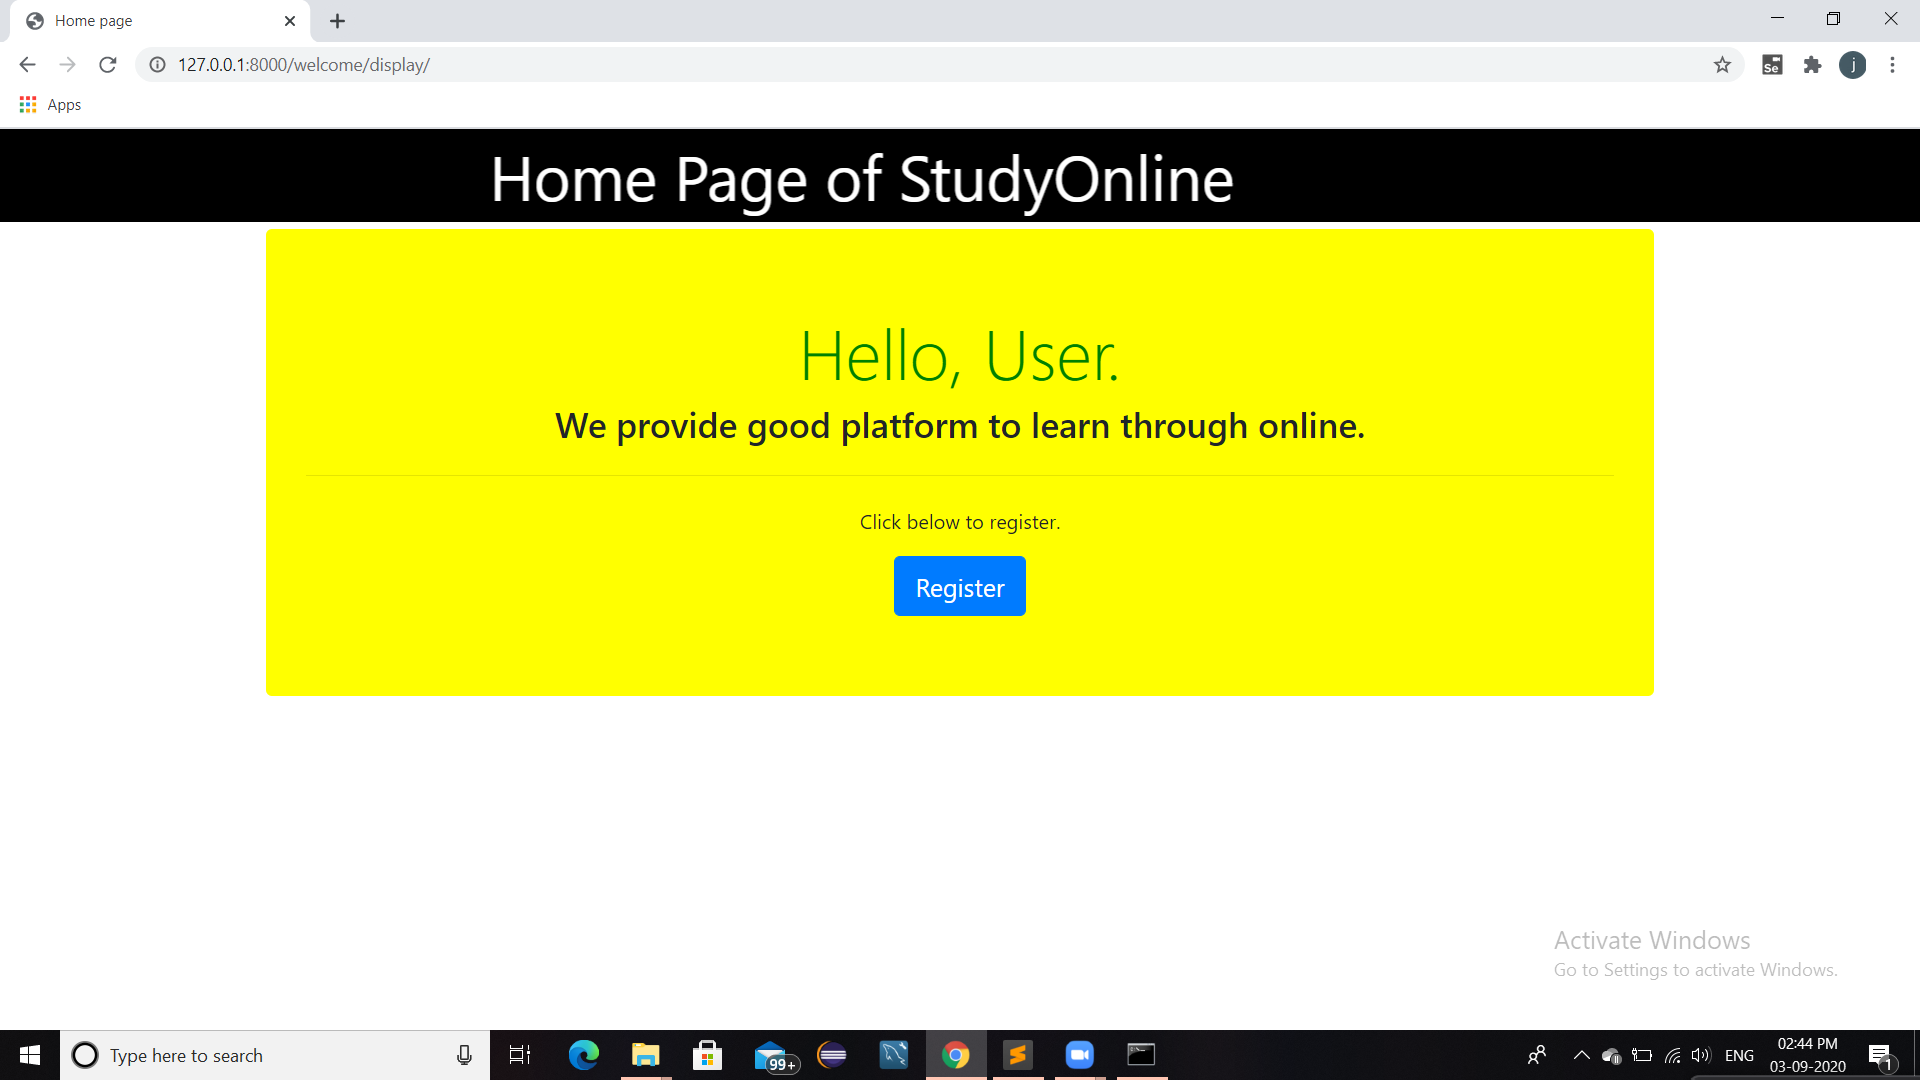 Home page
127.0.0.1:8000/welcome/display/
Se
j
Apps
Home Page of StudyOnline
Hello, User.
We provide good platform to learn through online.
Click below to register.
Register
Activate Windows
Go to Settings to activate Windows.
Type here to search
99+
ENG
02:44 PM
03-09-2020
1